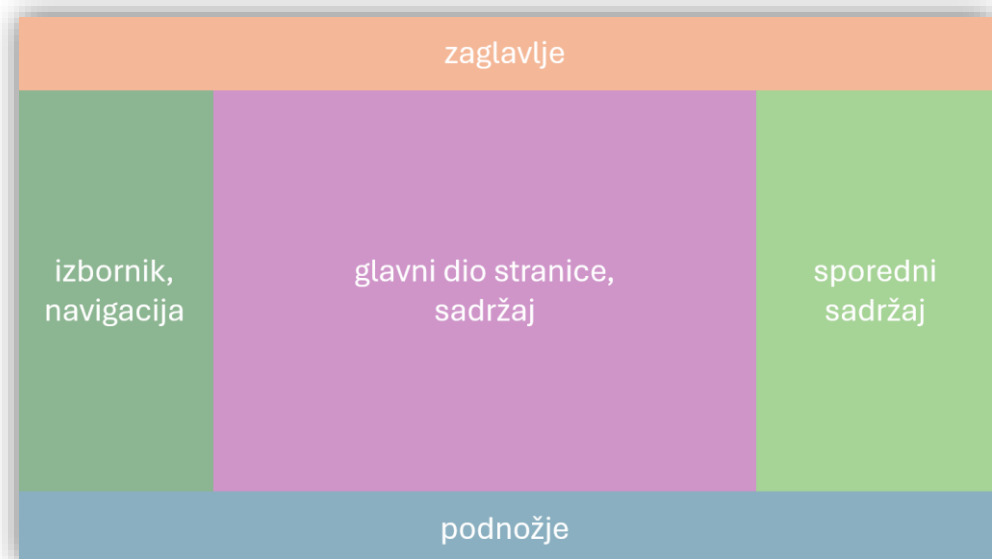 zaglavlje
izbornik,
navigacija
glavni dio stranice,
sadržaj
sporedni
sadržaj
podnožje